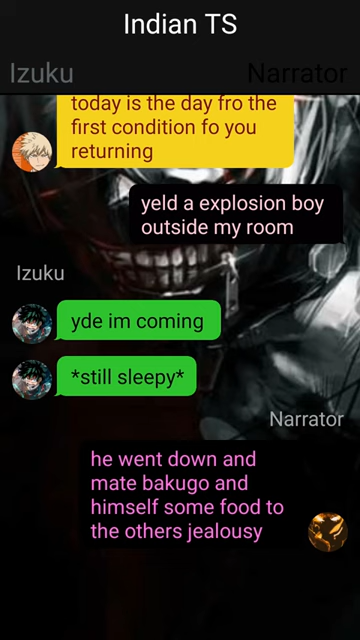 Indian TS
Izuku
Narrator
today is the day fro the
first condition fo you
returning
yeld a explosion boy
outside my room
Izuku
yde im coming
*still sleepy*
Narrator
he went down and
mate bakugo and
himself some food to
the others jealousy